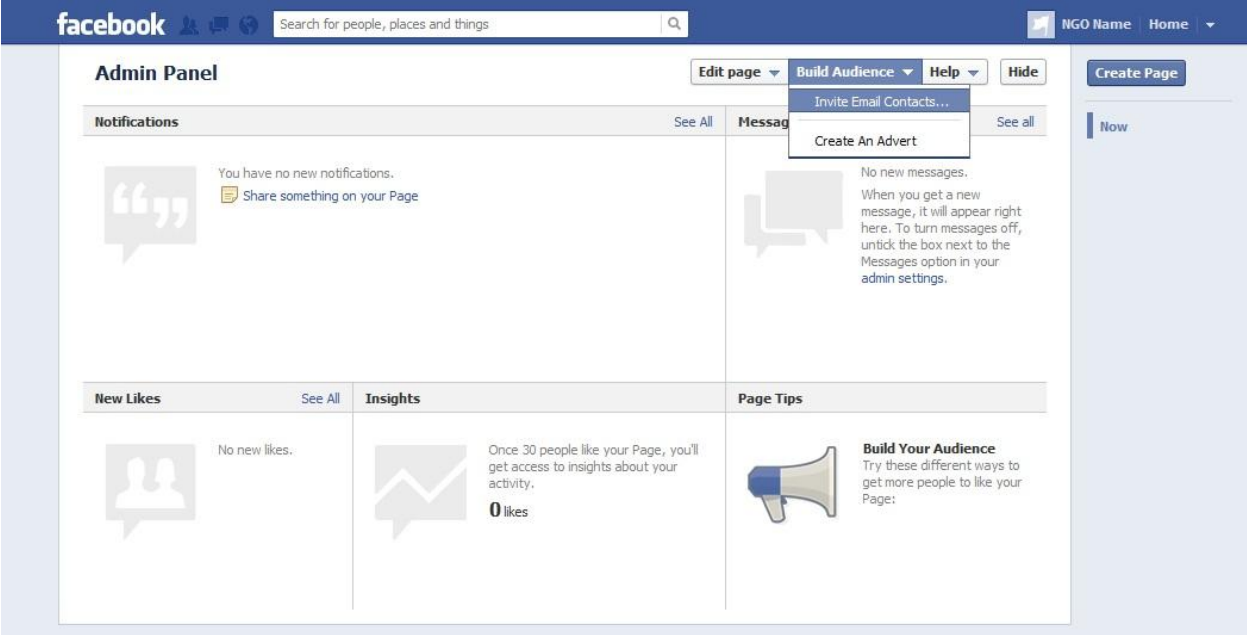 facebook
Search for people, places and things
NGO Name Home
Admin Panel
Edit page Build Audience Help Hide
Create Page
Invite Email Contacts...
Create An Advert
Now
Notifications See All
You have no new notifications.
Share something on your Page
Messag See all
No new messages.
When you get a new
message, it will appear right
here. To turn messages off,
untick the box next to the
Messages option in your
admin settings.
New Likes See All
No new likes.
Insights
Once 30 people like your Page, you'll
get access to insights about your
activity.
0 likes
Page Tips
Build Your Audience
Try these different ways to
get more people to like your
Page: